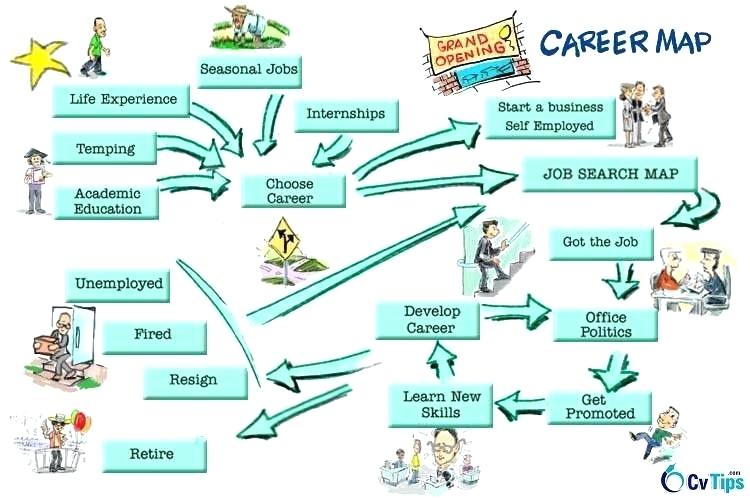 GRAND
OPENING
CAREER MAP
Seasonal Jobs
Life Experience
Internships
Start a business
Self Employed
Temping
JOB SEARCH MAP
Academic
Education
Choose
Career
Got the Job
Unemployed
Develop
Career
Office
Politics
Fired
Resign
Learn New
Skills
Get
Promoted
Retire
CvTips.com